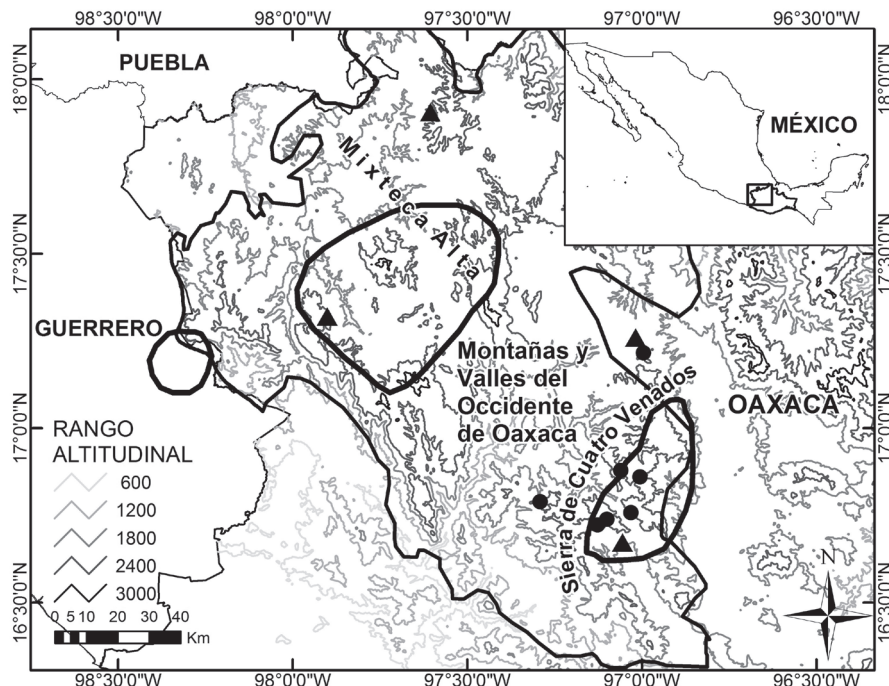 98°30'0"W 98°0'0"W 97°30'0"W 97°0'0"W 96°30'0"W
18°0'0"N
17°30'0"N
17°0'0"N
16°30'0"N
PUEBLA
MÉXICO
Mixteca Alta
GUERRERO
Montañas y
Valles del
Occidente
de Oaxaca
Sierra de Cuatro Venados
OAXACA
RANGO
ALTITUDINAL
600
1200
1800
2400
3000
0 5 10 20 30 40
Km
N
18°0'0"N
17°30'0"N
17°0'0"N
16°30'0"N
98°30'0"W 98°0'0"W 97°30'0"W 97°0'0"W 96°30'0"W